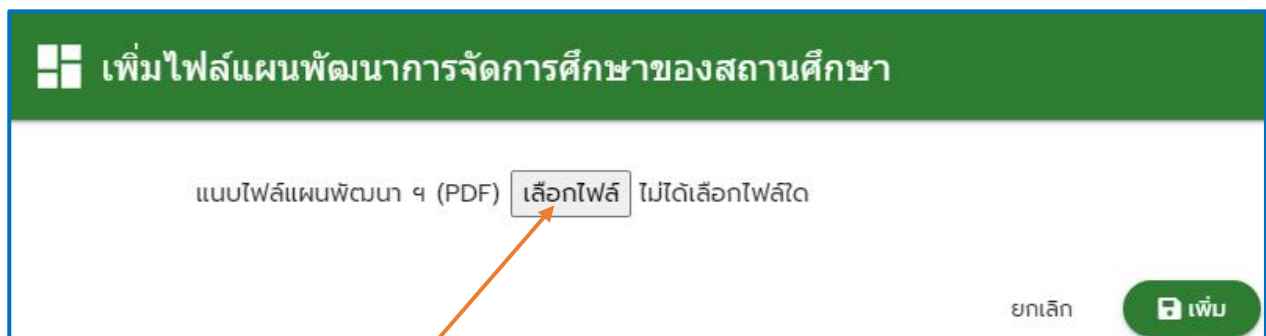 เพิ่มไฟล์แผนพัฒนาการจัดการศึกษาของสถานศึกษา
แนบไฟล์แผนพัฒนา ฯ (PDF) เลือกไฟล์ ไม่ได้เลือกไฟล์ใด
ยกเลิก เพิ่ม